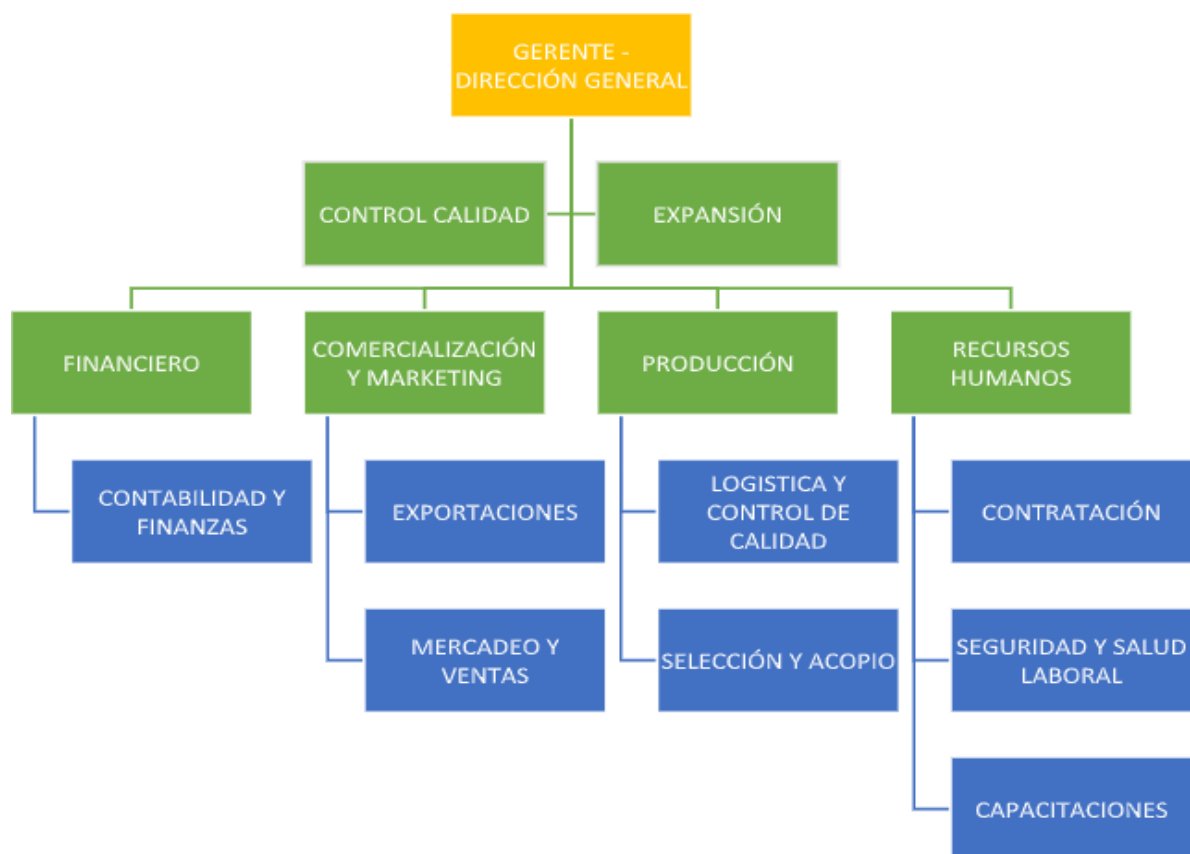 GERENTE -
DIRECCIÓN GENERAL
CONTROL CALIDAD
EXPANSIÓN
FINANCIERO
COMERCIALIZACIÓN
Y MARKETING
PRODUCCIÓN
RECURSOS
HUMANOS
CONTABILIDAD Y
FINANZAS
EXPORTACIONES
LOGISTICA Y
CONTROL DE
CALIDAD
CONTRATACIÓN
MERCADEO Y
VENTAS
SELECCIÓN Y ACOPIO
SEGURIDAD Y SALUD
LABORAL
CAPACITACIONES